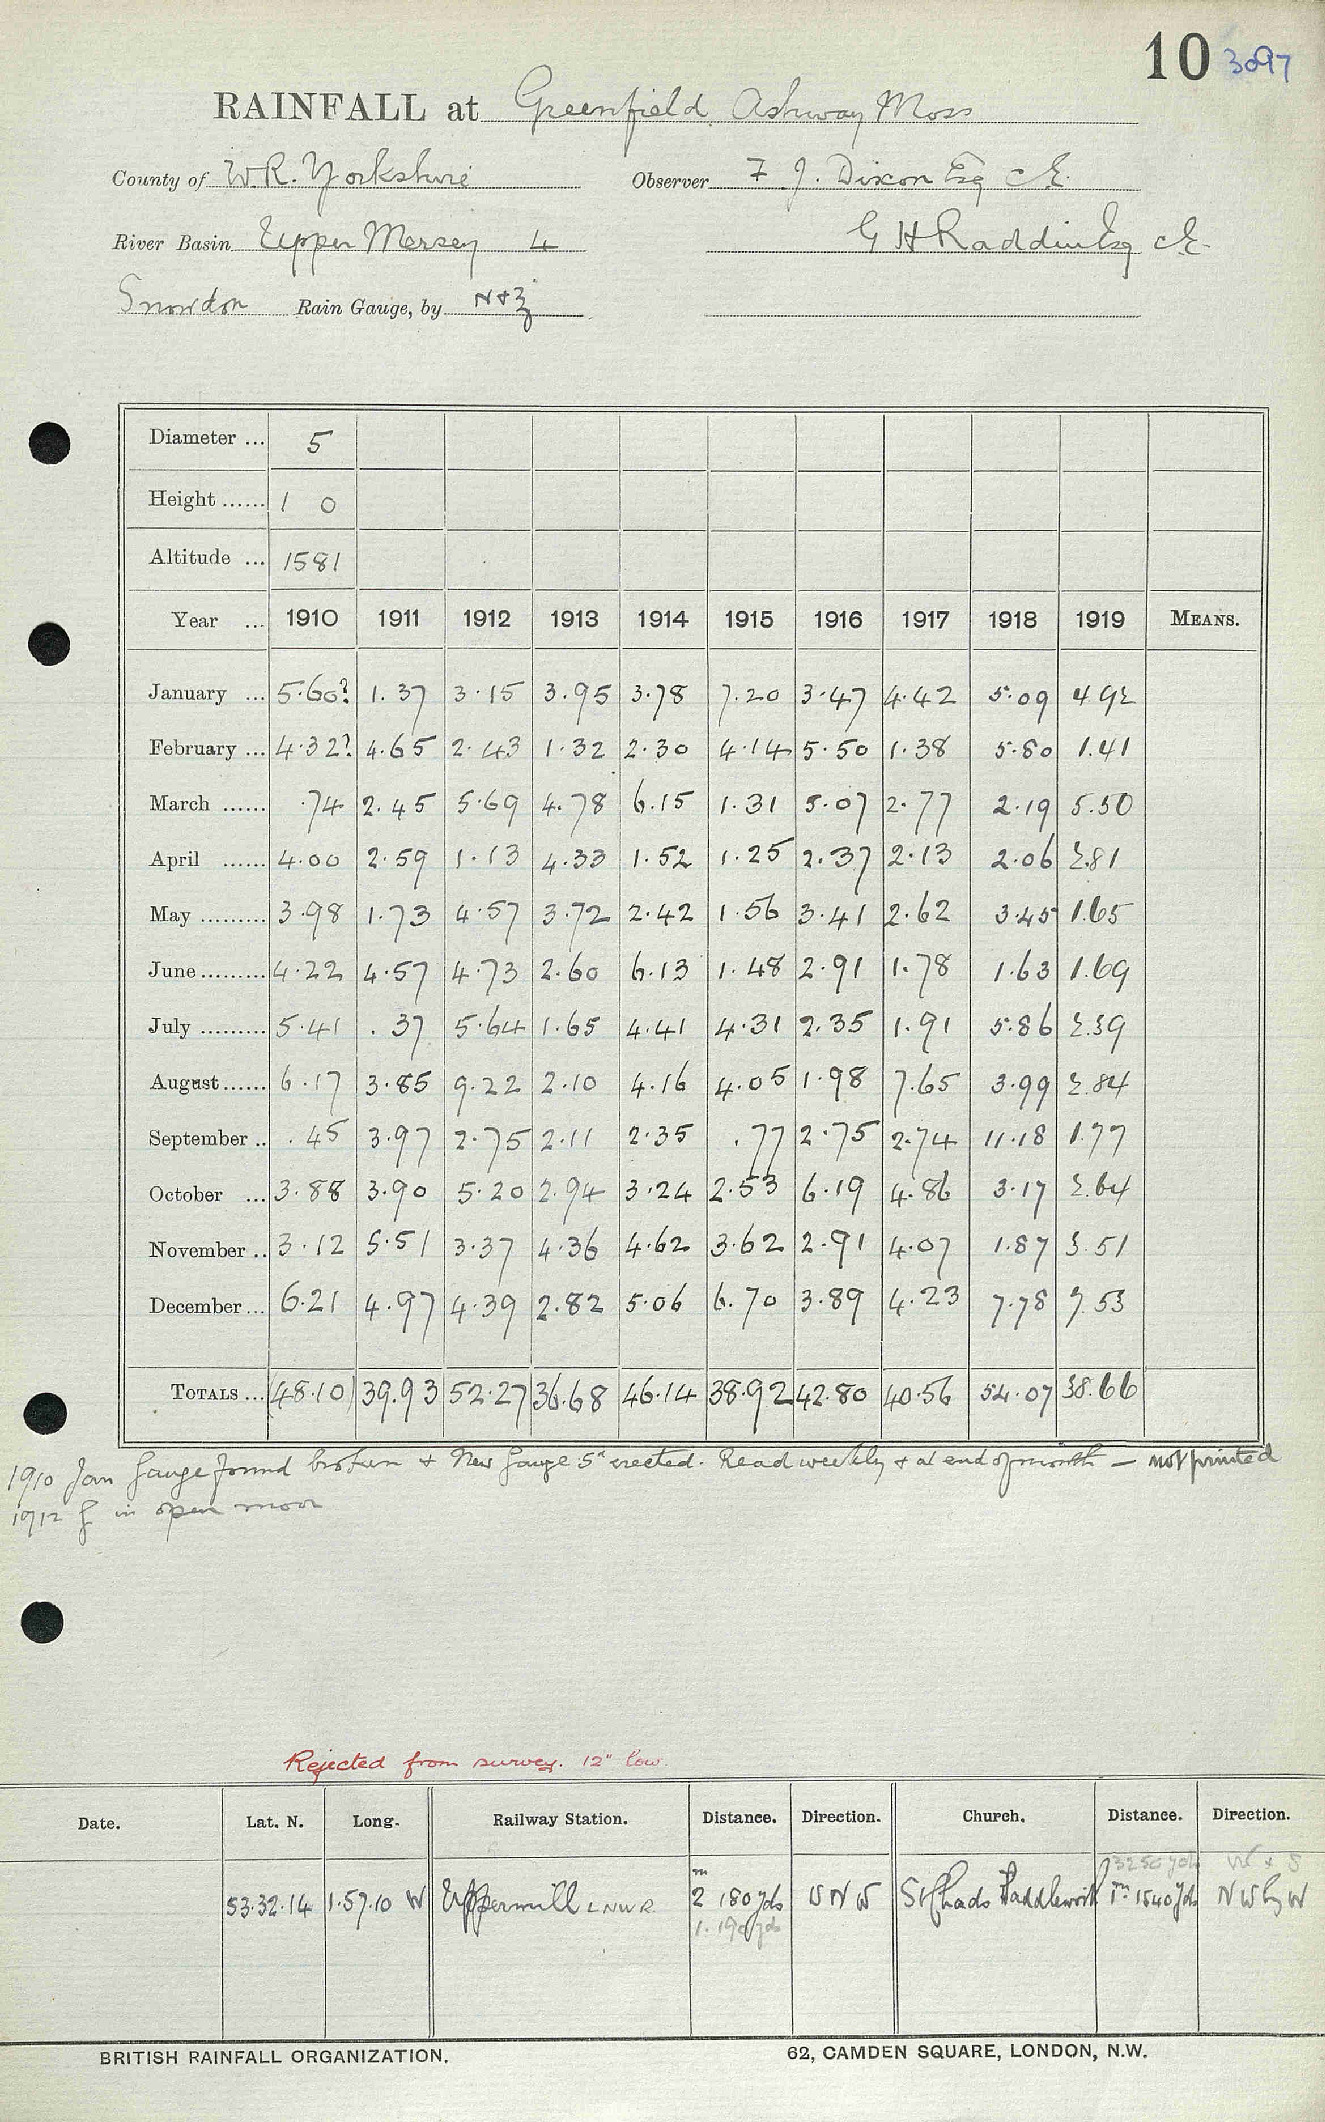 10 3097
RAINFALL at Greenfield Ashway Moss
County of W.R. Yorkshire Observer F J. Dixon Esq C.E.
River Basin Upper Mersey 4 G H Raddin Esq C.E.
Snowdon Rain Gauge, by N&Z
Diameter ... 5
Height ...... 1 0
Altitude ... 1581
Year ... 1910 1911 1912 1913 1914 1915 1916 1917 1918 1919 MEANS.
January ... 5.60? 1.37 3.15 3.95 3.78 7.20 3.47 4.42 5.09 4.92
February ... 4.32? 4.65 2.43 1.32 2.30 4.14 5.50 1.38 5.80 1.41
March ...... .74 2.45 5.69 4.78 6.15 1.31 5.07 2.77 2.19 5.50
April ...... 4.00 2.59 1.13 4.33 1.52 1.25 2.37 2.13 2.06 2.81
May ......... 3.98 1.73 4.57 3.72 2.42 1.56 3.41 2.62 3.45 1.65
June ......... 4.22 4.57 4.73 2.60 6.13 1.48 2.91 1.78 1.63 1.69
July ......... 5.41 .37 5.64 1.65 4.41 4.31 2.35 1.91 5.86 2.39
August ...... 6.17 3.85 9.22 2.10 4.16 4.05 1.98 7.65 3.99 2.84
September .. .45 3.97 2.75 2.11 2.35 .77 2.75 2.74 11.18 1.77
October ... 3.88 3.90 5.20 2.94 3.24 2.53 6.19 4.86 3.17 2.64
November .. 3.12 5.51 3.37 4.36 4.62 3.62 2.91 4.07 1.87 3.51
December ... 6.21 4.97 4.39 2.82 5.06 6.70 3.89 4.23 7.78 7.53
TOTALS ... (48.10) 39.93 52.27 36.68 46.14 38.92 42.80 40.56 54.07 38.66
1910 Jan Gauge found broken & New Gauge 5" erected. Read weekly & at end of month — not printed
1912 G in open moor
Rejected from survey. 12" low.
Date. Lat. N. Long. Railway Station. Distance. Direction. Church. Distance. Direction.
3250 yds W & S
53.32.14 1.57.10 W Uppermill L.N.W.R. 2 m 180 yds NNW St Chads Saddleworth 1m 1540 yds NW by W
BRITISH RAINFALL ORGANIZATION. 62, CAMDEN SQUARE, LONDON, N.W.